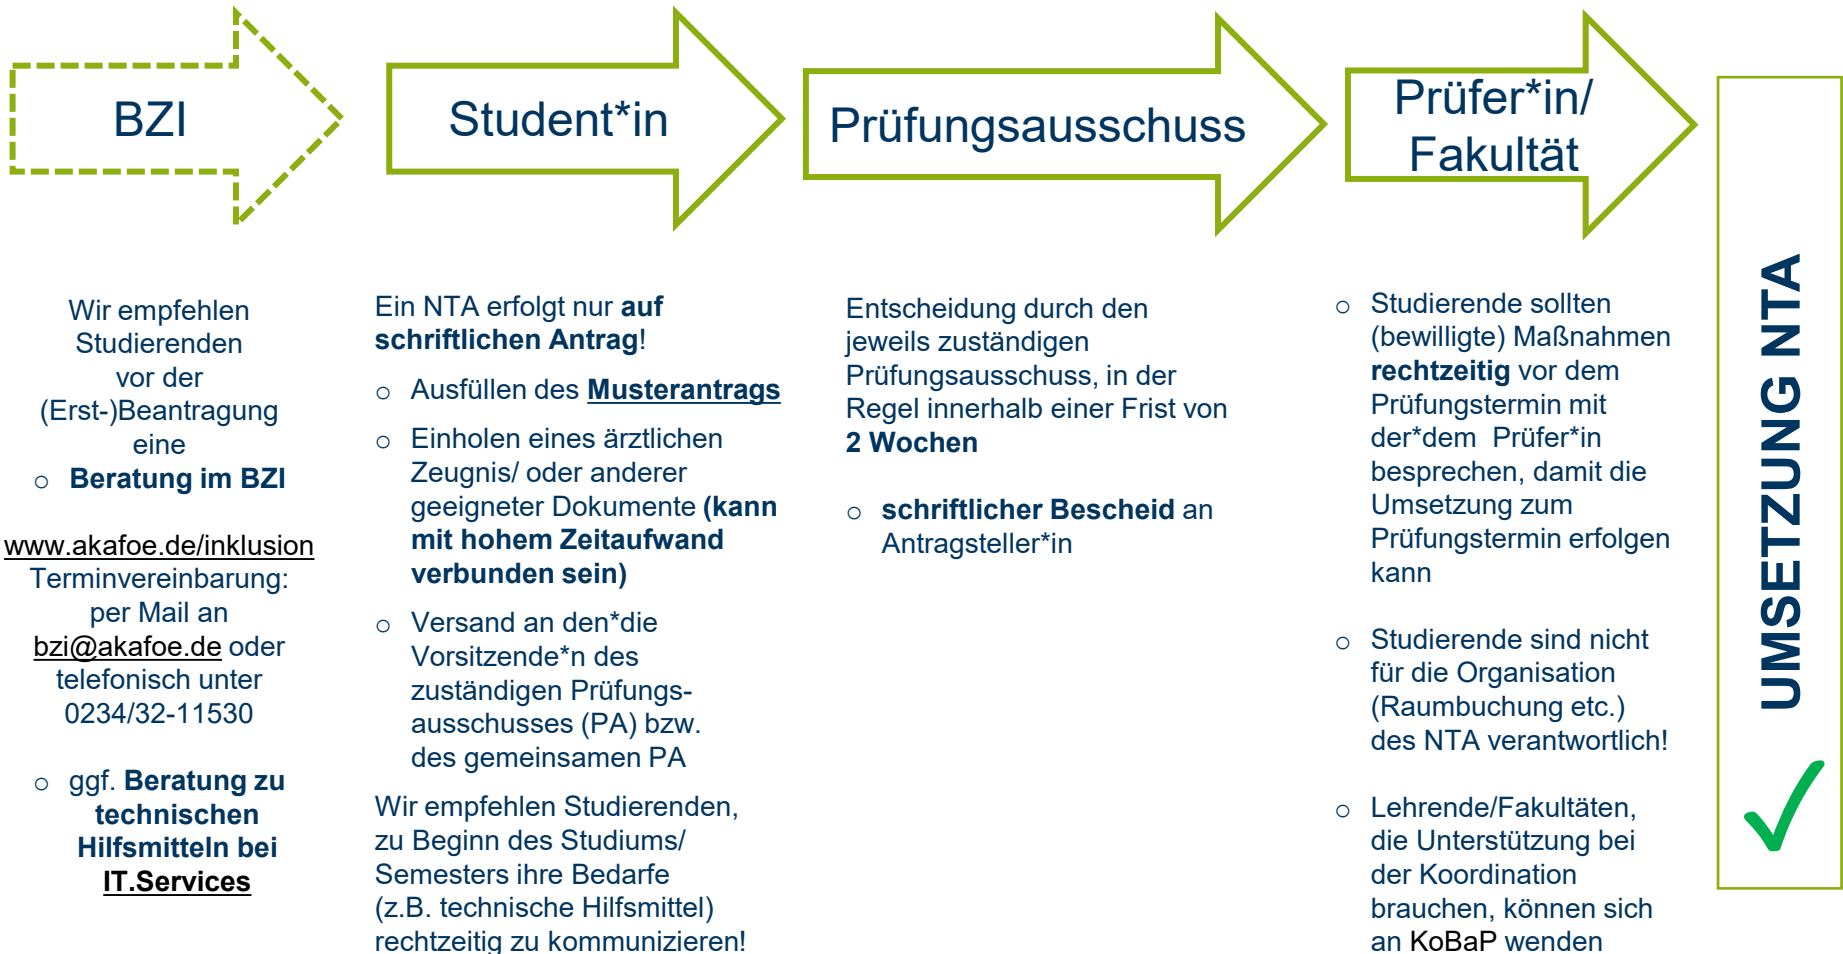 BZI
Student*in
Prüfungsausschuss
Prüfer*in/
Fakultät
Wir empfehlen
Studierenden
vor der
(Erst-)Beantragung
eine
o Beratung im BZI
www.akafoe.de/inklusion
Terminvereinbarung:
per Mail an
bzi@akafoe.de oder
telefonisch unter
0234/32-11530
o ggf. Beratung zu
technischen
Hilfsmitteln bei
IT.Services
Ein NTA erfolgt nur auf
schriftlichen Antrag!
o Ausfüllen des Musterantrags
o Einholen eines ärztlichen
Zeugnis/ oder anderer
geeigneter Dokumente (kann
mit hohem Zeitaufwand
verbunden sein)
o Versand an den*die
Vorsitzende*n des
zuständigen Prüfungs-
ausschusses (PA) bzw.
des gemeinsamen PA
Wir empfehlen Studierenden,
zu Beginn des Studiums/
Semesters ihre Bedarfe
(z.B. technische Hilfsmittel)
rechtzeitig zu kommunizieren!
Entscheidung durch den
jeweils zuständigen
Prüfungsausschuss, in der
Regel innerhalb einer Frist von
2 Wochen
o schriftlicher Bescheid an
Antragsteller*in
o Studierende sollten
(bewilligte) Maßnahmen
rechtzeitig vor dem
Prüfungstermin mit
der*dem Prüfer*in
besprechen, damit die
Umsetzung zum
Prüfungstermin erfolgen
kann
o Studierende sind nicht
für die Organisation
(Raumbuchung etc.)
des NTA verantwortlich!
o Lehrende/Fakultäten,
die Unterstützung bei
der Koordination
brauchen, können sich
an KoBaP wenden
UMSETZUNG NTA